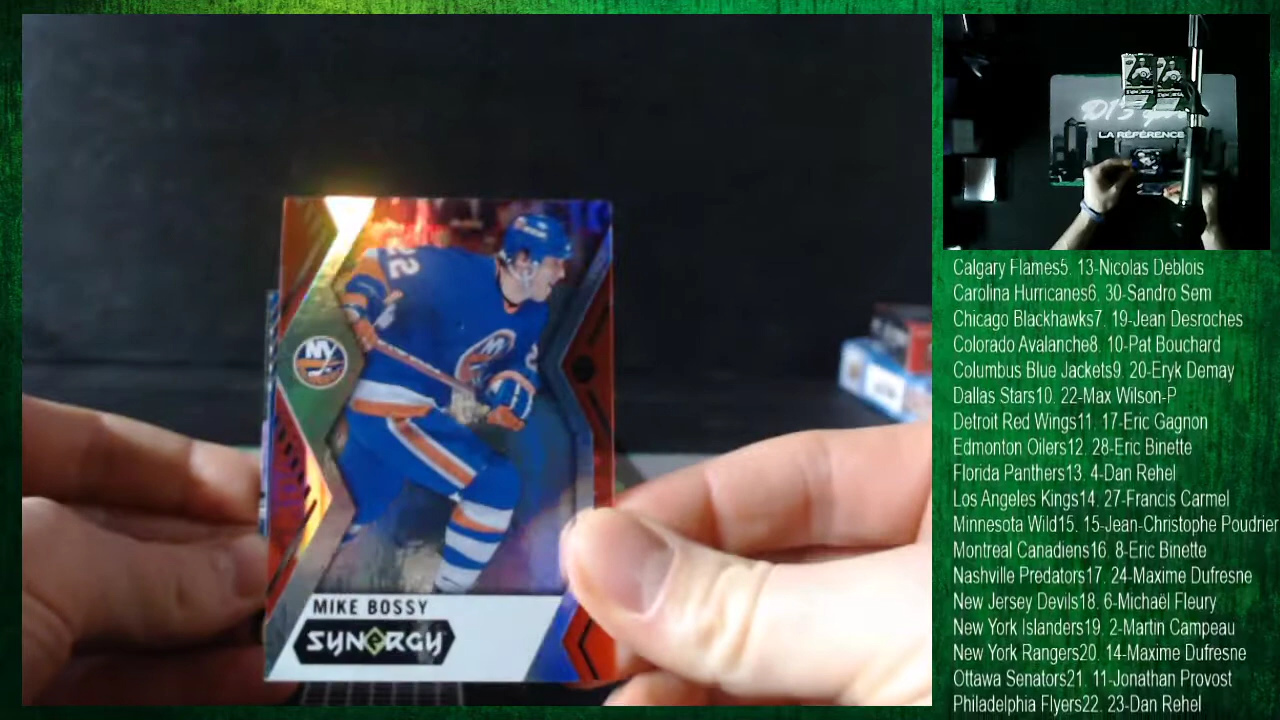 22
NY
MIKE BOSSY
SYNERGY
LA RÉFÉRENCE
Calgary Flames5. 13-Nicolas Deblois
Carolina Hurricanes6. 30-Sandro Sem
Chicago Blackhawks7. 19-Jean Desroches
Colorado Avalanche8. 10-Pat Bouchard
Columbus Blue Jackets9. 20-Eryk Demay
Dallas Stars10. 22-Max Wilson-P
Detroit Red Wings11. 17-Eric Gagnon
Edmonton Oilers12. 28-Eric Binette
Florida Panthers13. 4-Dan Rehel
Los Angeles Kings14. 27-Francis Carmel
Minnesota Wild15. 15-Jean-Christophe Poudrier
Montreal Canadiens16. 8-Eric Binette
Nashville Predators17. 24-Maxime Dufresne
New Jersey Devils18. 6-Michaël Fleury
New York Islanders19. 2-Martin Campeau
New York Rangers20. 14-Maxime Dufresne
Ottawa Senators21. 11-Jonathan Provost
Philadelphia Flyers22. 23-Dan Rehel